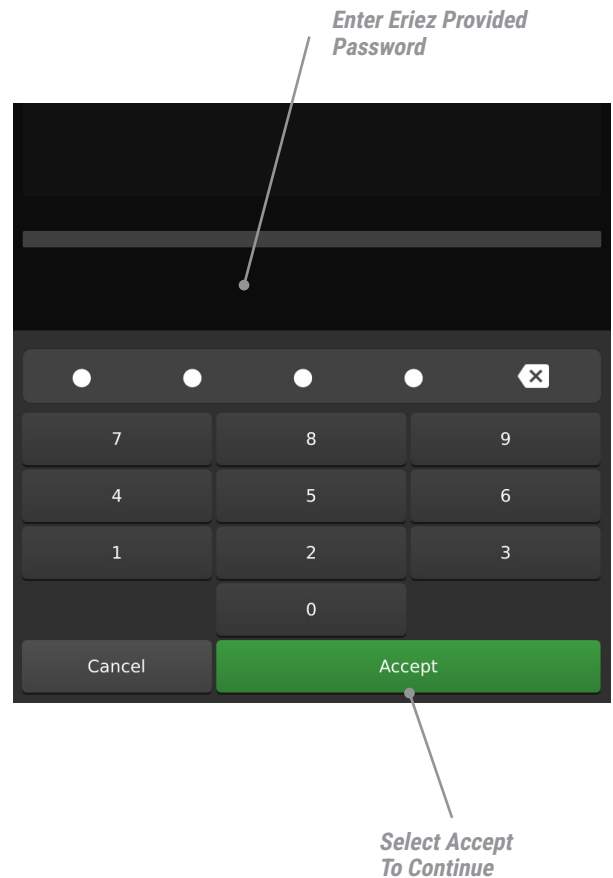 Enter Eriez Provided
Password
7 8 9
4 5 6
1 2 3
0
Cancel Accept
Select Accept
To Continue